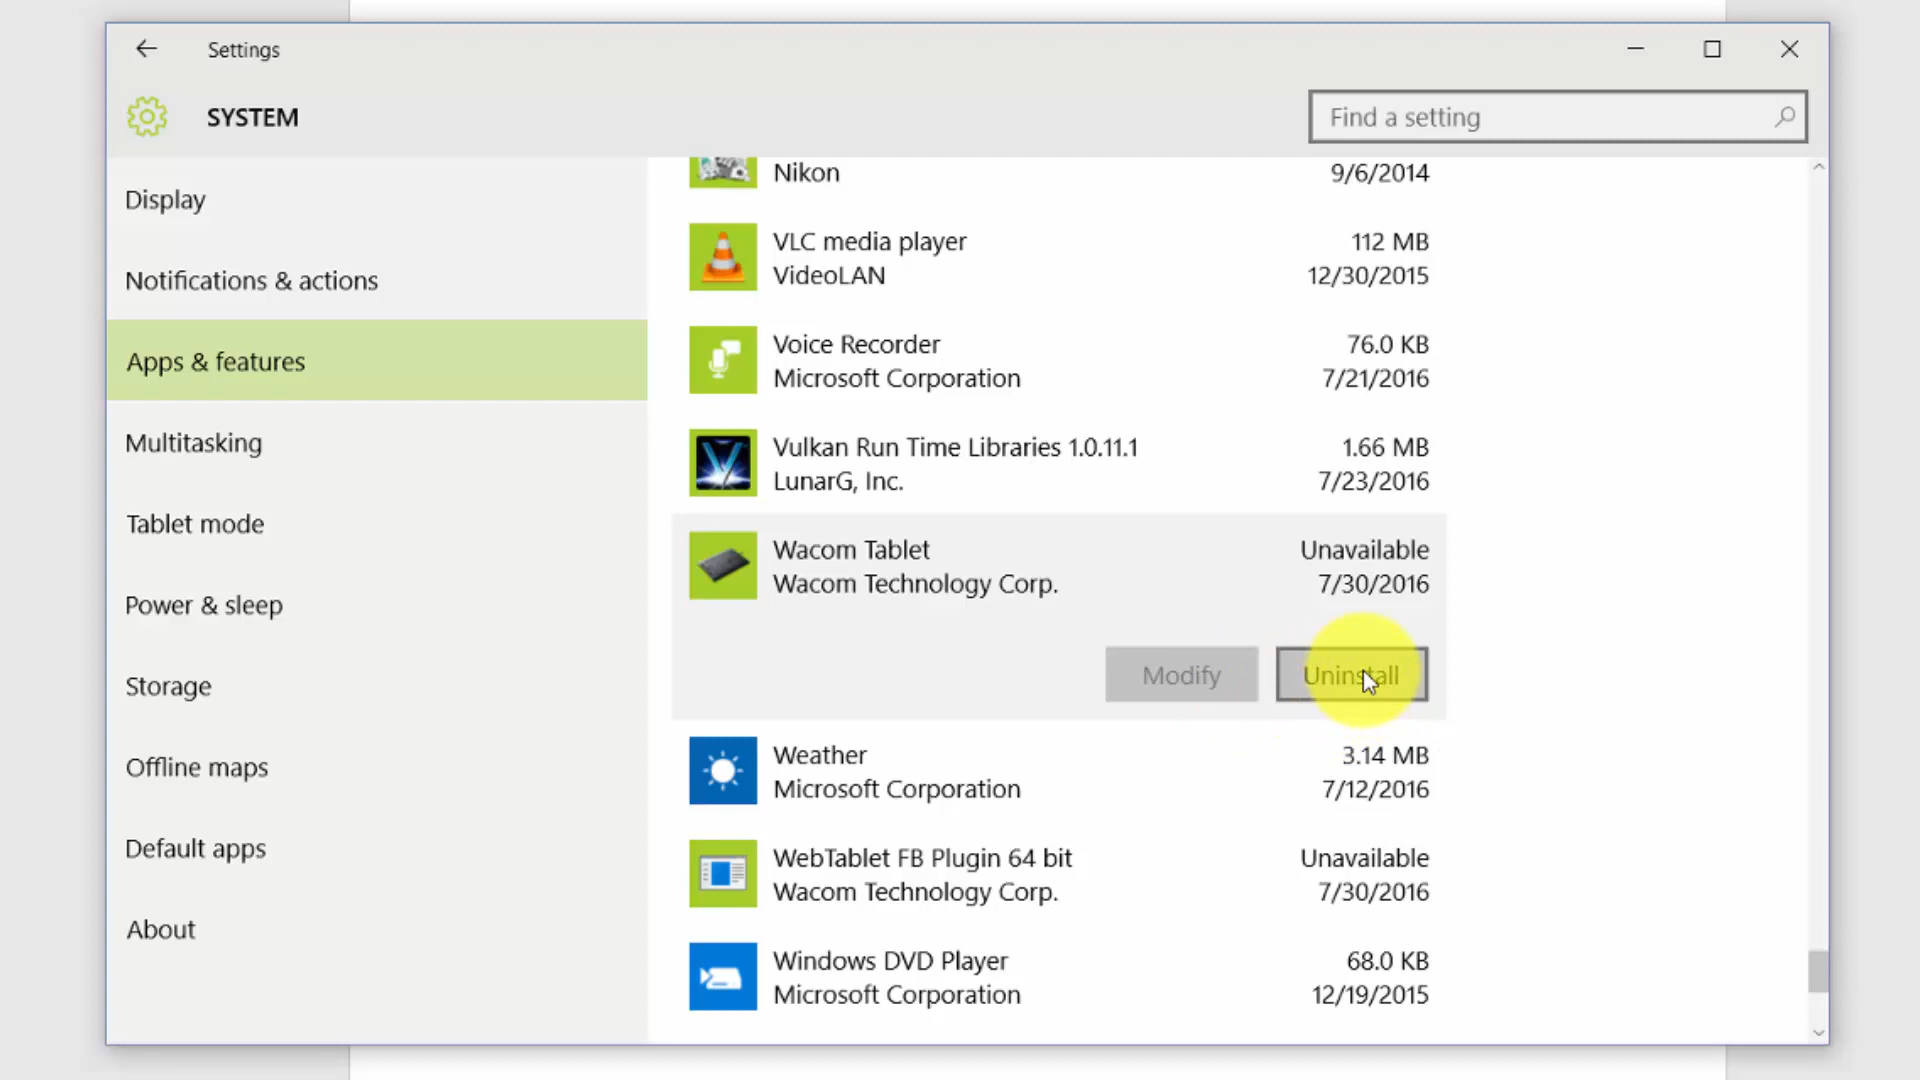 Settings
SYSTEM
Find a setting
Display
Notifications & actions
Apps & features
Multitasking
Tablet mode
Power & sleep
Storage
Offline maps
Default apps
About
Nikon 9/6/2014
VLC media player 112 MB
VideoLAN 12/30/2015
Voice Recorder 76.0 KB
Microsoft Corporation 7/21/2016
Vulkan Run Time Libraries 1.0.11.1 1.66 MB
LunarG, Inc. 7/23/2016
Wacom Tablet Unavailable
Wacom Technology Corp. 7/30/2016
Modify Uninstall
Weather 3.14 MB
Microsoft Corporation 7/12/2016
WebTablet FB Plugin 64 bit Unavailable
Wacom Technology Corp. 7/30/2016
Windows DVD Player 68.0 KB
Microsoft Corporation 12/19/2015